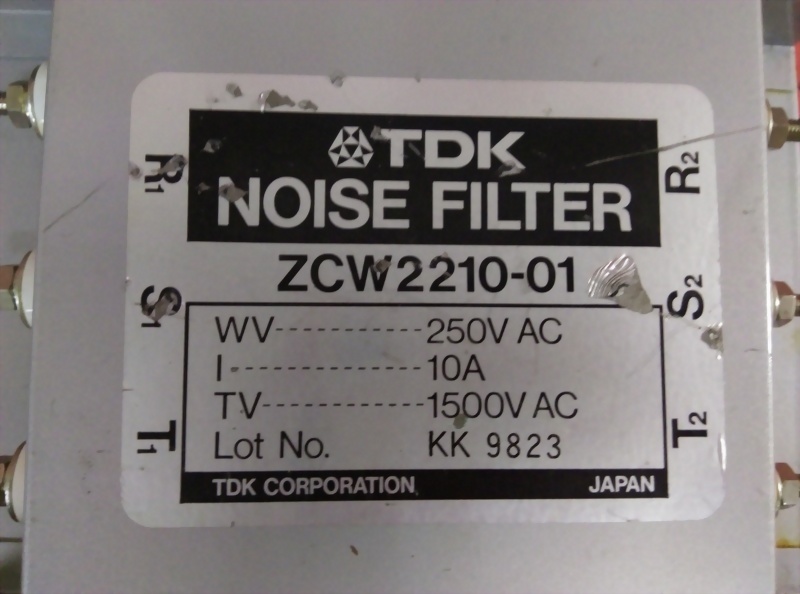 TDK
NOISE FILTER
ZCW2210-01
R1
R2
S1
S2
T1
T2
WV----------250V AC
I-------------10A
TV----------1500V AC
Lot No. KK 9823
TDK CORPORATION JAPAN